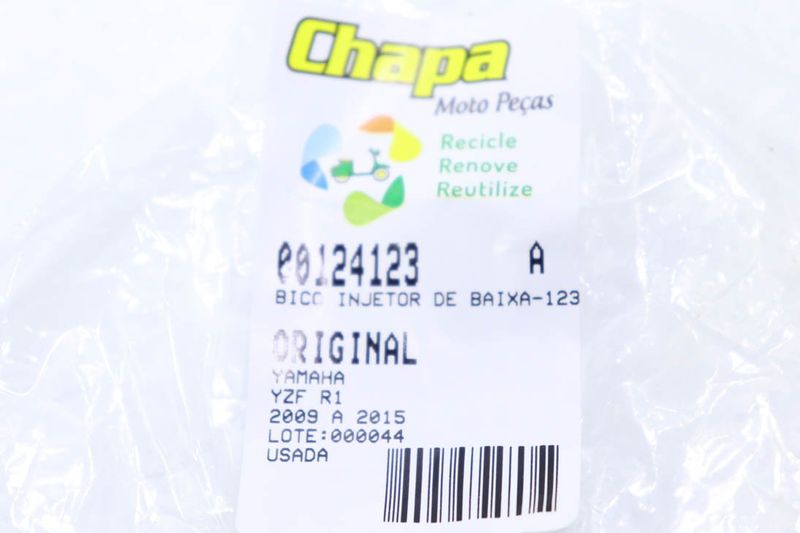 Chapa
Moto Peças
Recicle
Renove
Reutilize
00124123 A
BICO INJETOR DE BAIXA-123
ORIGINAL
YAMAHA
YZF R1
2009 A 2015
LOTE:000044
USADA